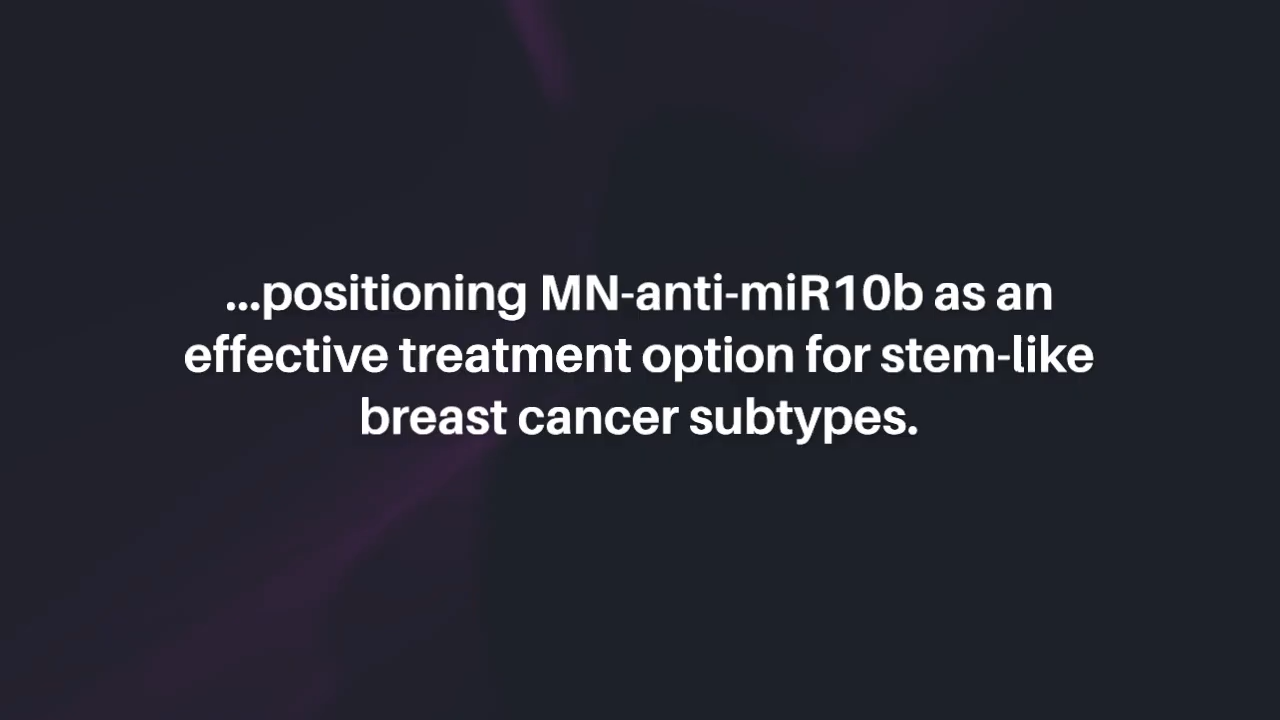 ...positioning MN-anti-miR10b as an
effective treatment option for stem-like
breast cancer subtypes.